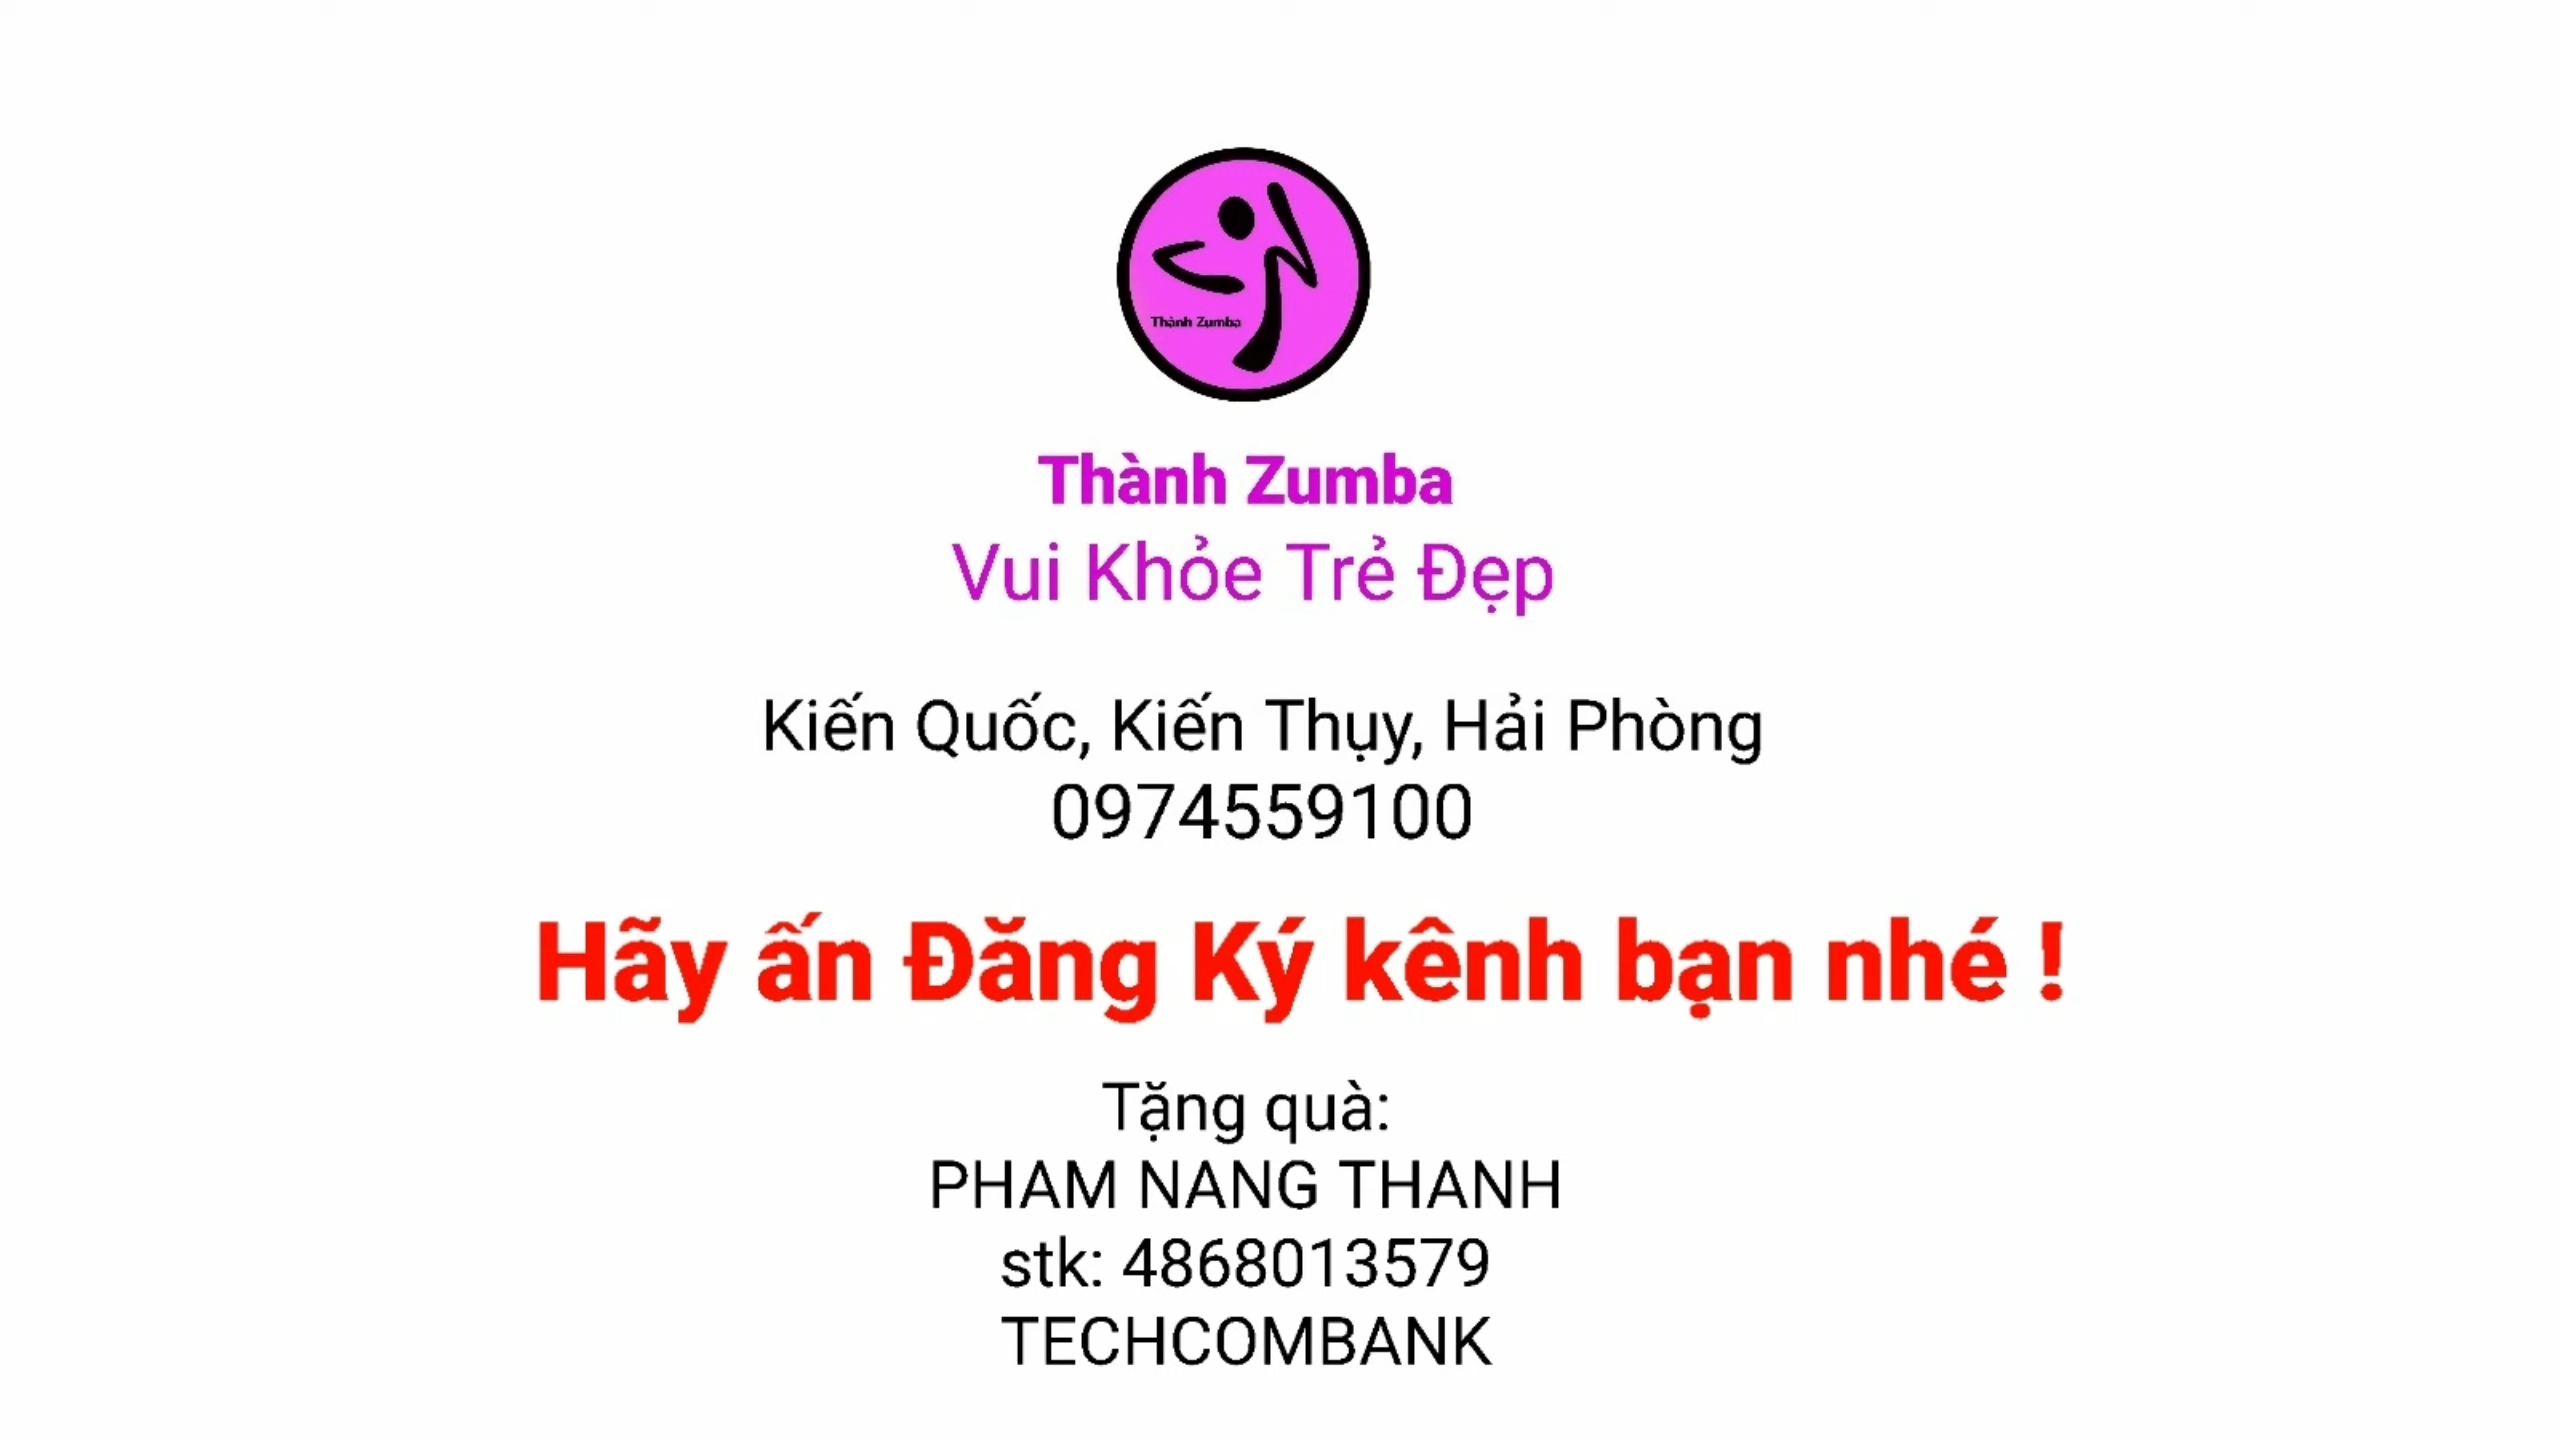 Thành Zumba
Thành Zumba
Vui Khỏe Trẻ Đẹp
Kiến Quốc, Kiến Thụy, Hải Phòng
0974559100
Hãy ấn Đăng Ký kênh bạn nhé !
Tặng quà:
PHAM NANG THANH
stk: 4868013579
TECHCOMBANK